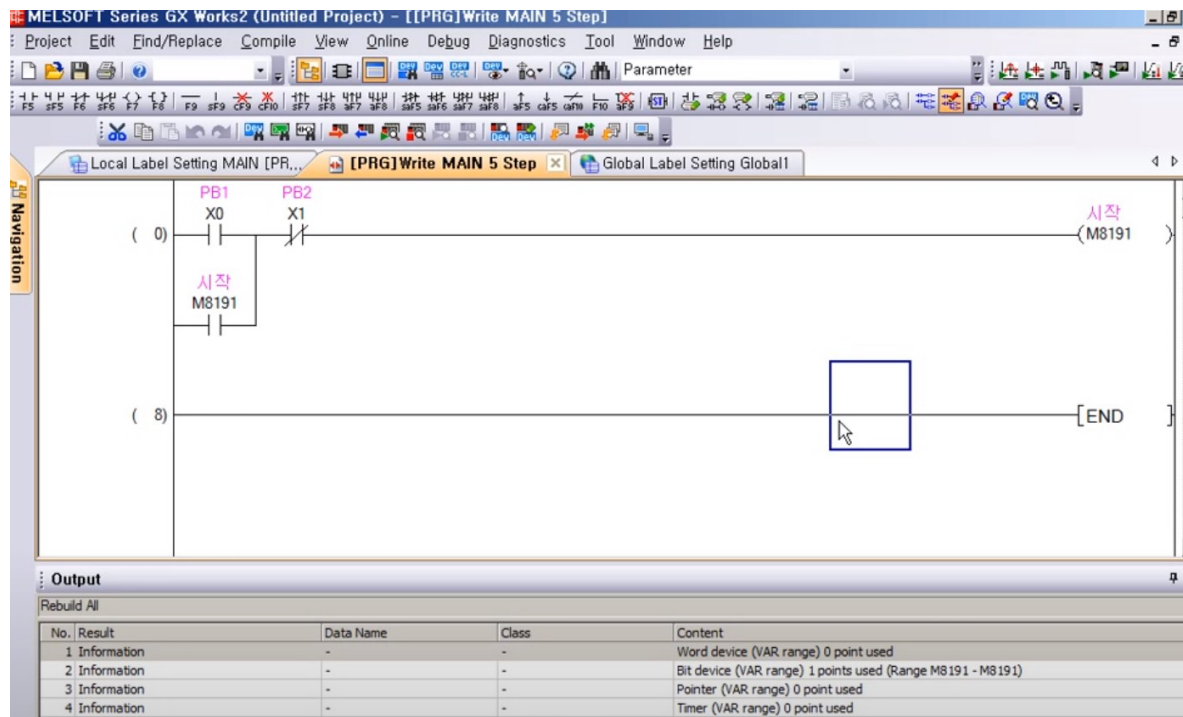 MELSOFT Series GX Works2 (Untitled Project) - [[PRG]Write MAIN 5 Step]
Project Edit Find/Replace Compile View Online Debug Diagnostics Tool Window Help
Parameter
Local Label Setting MAIN [PR... [PRG]Write MAIN 5 Step Global Label Setting Global1
Navigation
PB1 PB2
X0 X1 시작
( 0) (M8191 )
시작
M8191
( 8) [END ]
Output
Rebuild All
No. Result Data Name Class Content
1 Information - - Word device (VAR range) 0 point used
2 Information - - Bit device (VAR range) 1 points used (Range M8191 - M8191)
3 Information - - Pointer (VAR range) 0 point used
4 Information - - Timer (VAR range) 0 point used